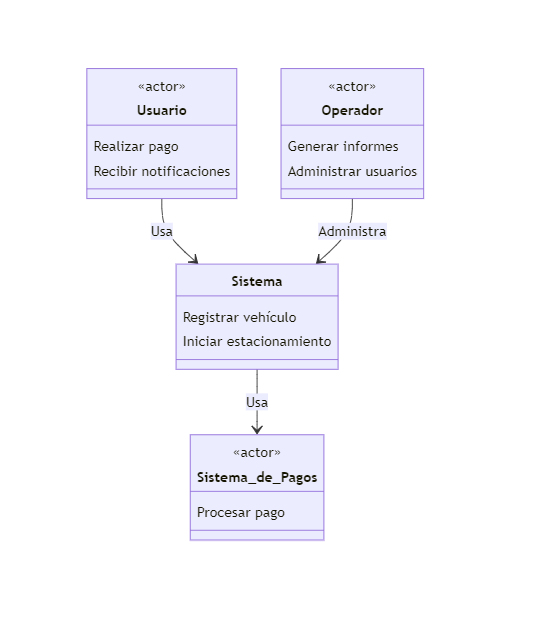 «actor»
Usuario
Realizar pago
Recibir notificaciones
«actor»
Operador
Generar informes
Administrar usuarios
Usa
Administra
Sistema
Registrar vehículo
Iniciar estacionamiento
Usa
«actor»
Sistema_de_Pagos
Procesar pago